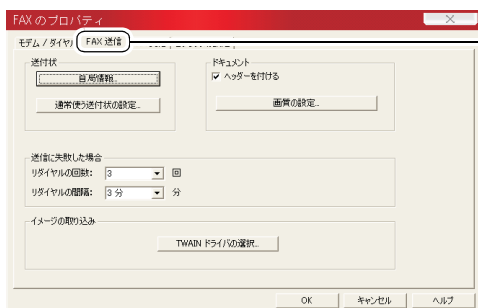 FAXのプロパティ
モデム / ダイヤル
FAX 送信
送付状
自局情報...
通常使う送付状の設定...
ドキュメント
ヘッダーを付ける
画質の設定...
送信に失敗した場合
リダイヤルの回数: 3 回
リダイヤルの間隔: 3 分 分
イメージの取り込み
TWAIN ドライバの選択...
OK キャンセル ヘルプ